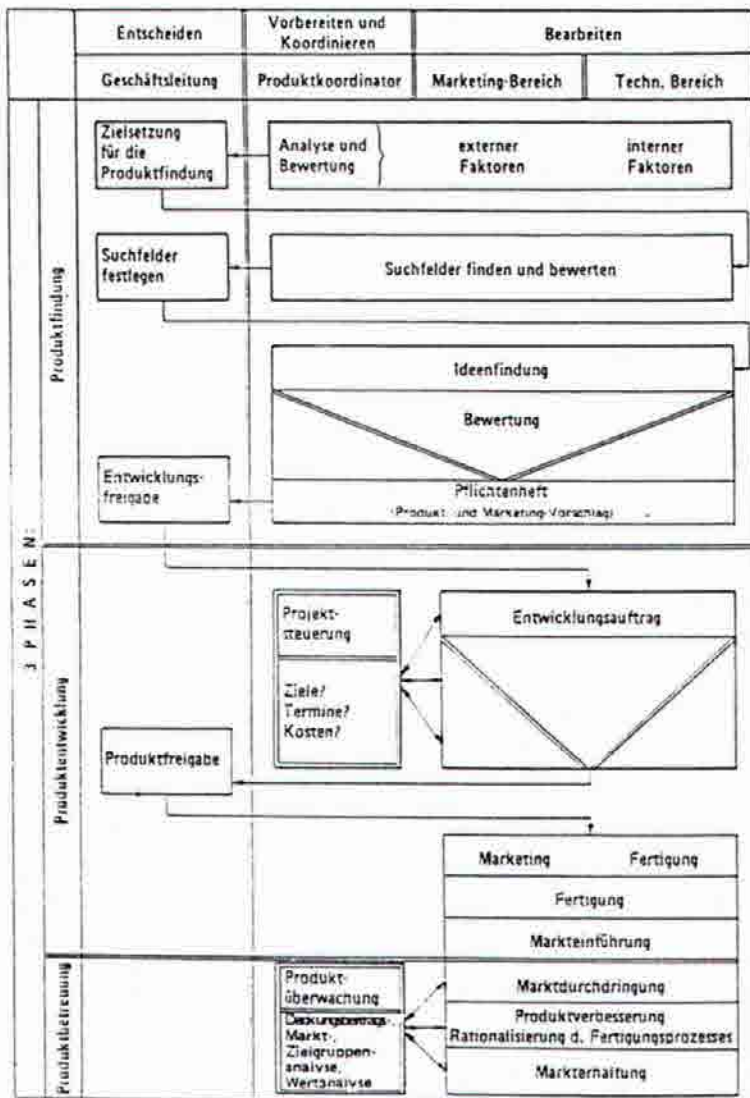 Entscheiden
Vorbereiten und
Koordinieren
Bearbeiten
Geschäftsleitung
Produktkoordinator
Marketing-Bereich
Techn. Bereich
3 PHASEN:
Produktfindung
Zielsetzung
für die
Produktfindung
Analyse und
Bewertung
externer
Faktoren
interner
Faktoren
Suchfelder
festlegen
Suchfelder finden und bewerten
Ideenfindung
Bewertung
Entwicklungs-
freigabe
Pflichtenheft
(Produkt- und Marketing-Vorschlag)
Produktentwicklung
Projekt-
steuerung
Ziele?
Termine?
Kosten?
Entwicklungsauftrag
Produktfreigabe
Marketing Fertigung
Fertigung
Markteinführung
Produktbetreuung
Produkt-
überwachung
Deckungsbeitrags-,
Markt-,
Zielgruppen-
analyse,
Wertanalyse
Marktdurchdringung
Produktverbesserung
Rationalisierung d. Fertigungsprozesses
Markterhaltung